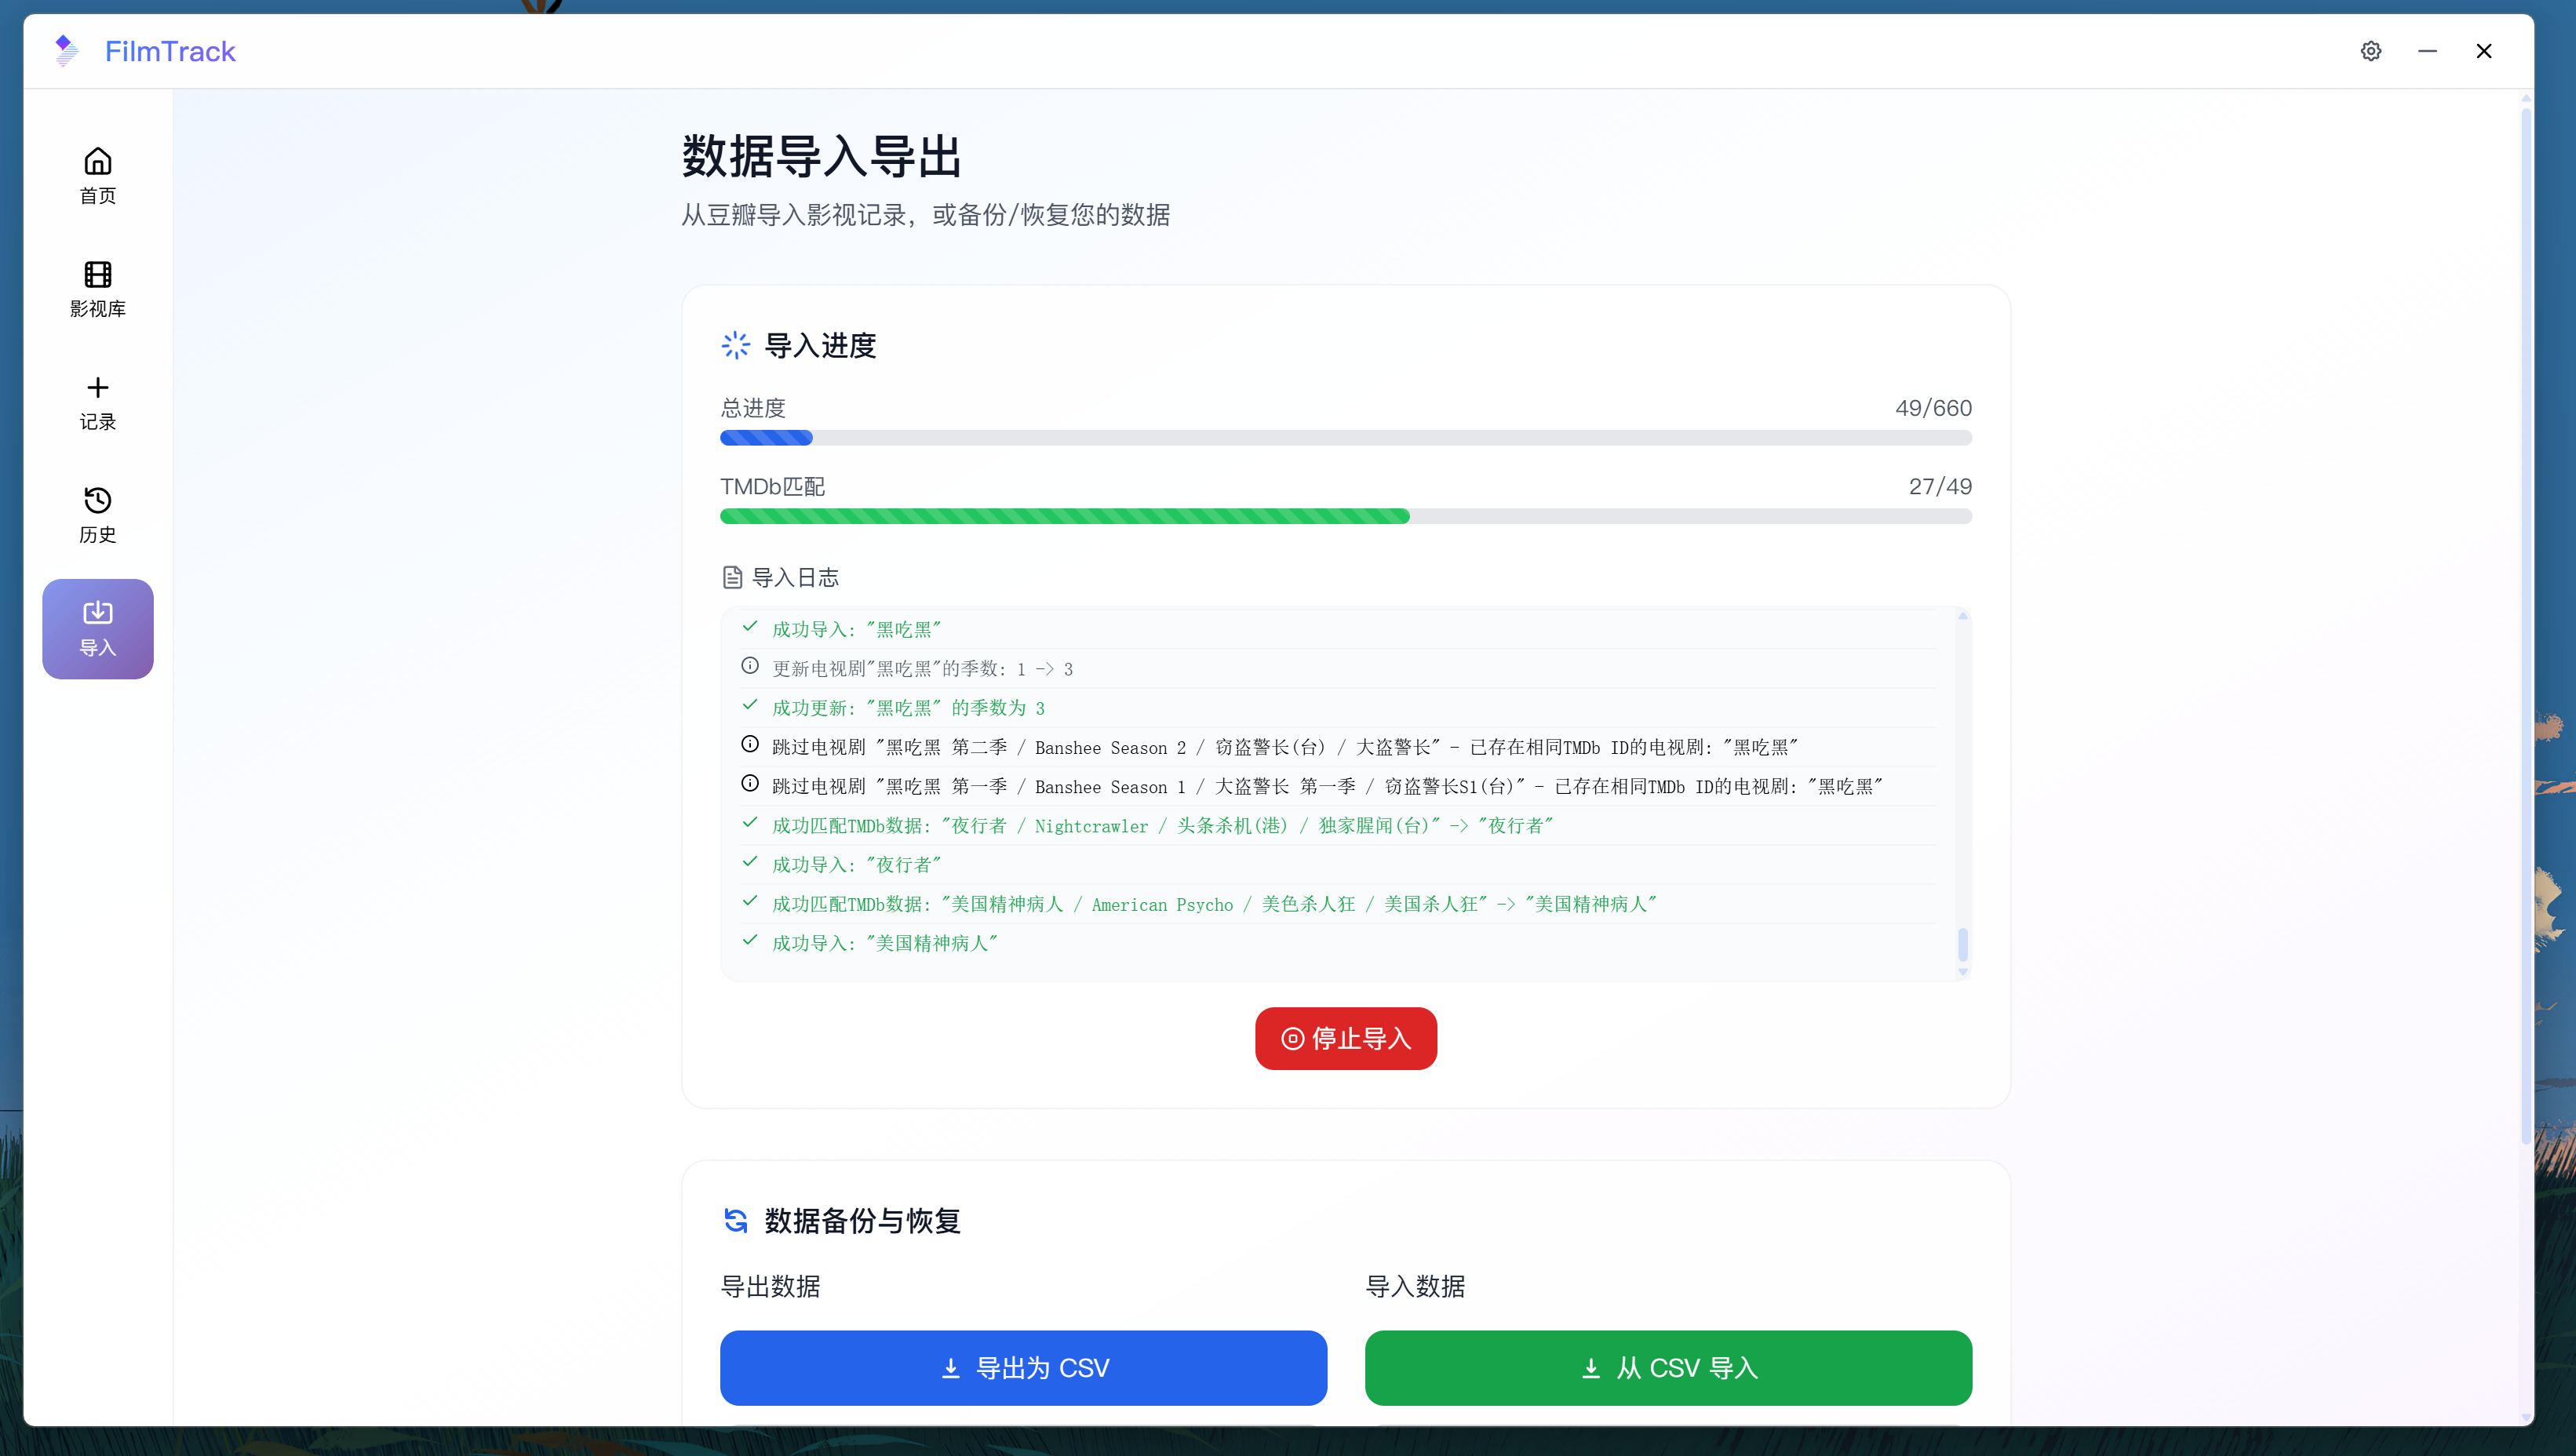 FilmTrack
首页
影视库
记录
历史
导入
数据导入导出
从豆瓣导入影视记录，或备份/恢复您的数据
导入进度
总进度 49/660
TMDb匹配 27/49
导入日志
成功导入: "黑吃黑"
更新电视剧"黑吃黑"的季数: 1 -> 3
成功更新: "黑吃黑" 的季数为 3
跳过电视剧 "黑吃黑 第二季 / Banshee Season 2 / 窃盗警长(台) / 大盗警长" - 已存在相同TMDb ID的电视剧: "黑吃黑"
跳过电视剧 "黑吃黑 第一季 / Banshee Season 1 / 大盗警长 第一季 / 窃盗警长S1(台)" - 已存在相同TMDb ID的电视剧: "黑吃黑"
成功匹配TMDb数据: "夜行者 / Nightcrawler / 头条杀机(港) / 独家腥闻(台)" -> "夜行者"
成功导入: "夜行者"
成功匹配TMDb数据: "美国精神病人 / American Psycho / 美色杀人狂 / 美国杀人狂" -> "美国精神病人"
成功导入: "美国精神病人"
停止导入
数据备份与恢复
导出数据
导入数据
导出为 CSV
从 CSV 导入